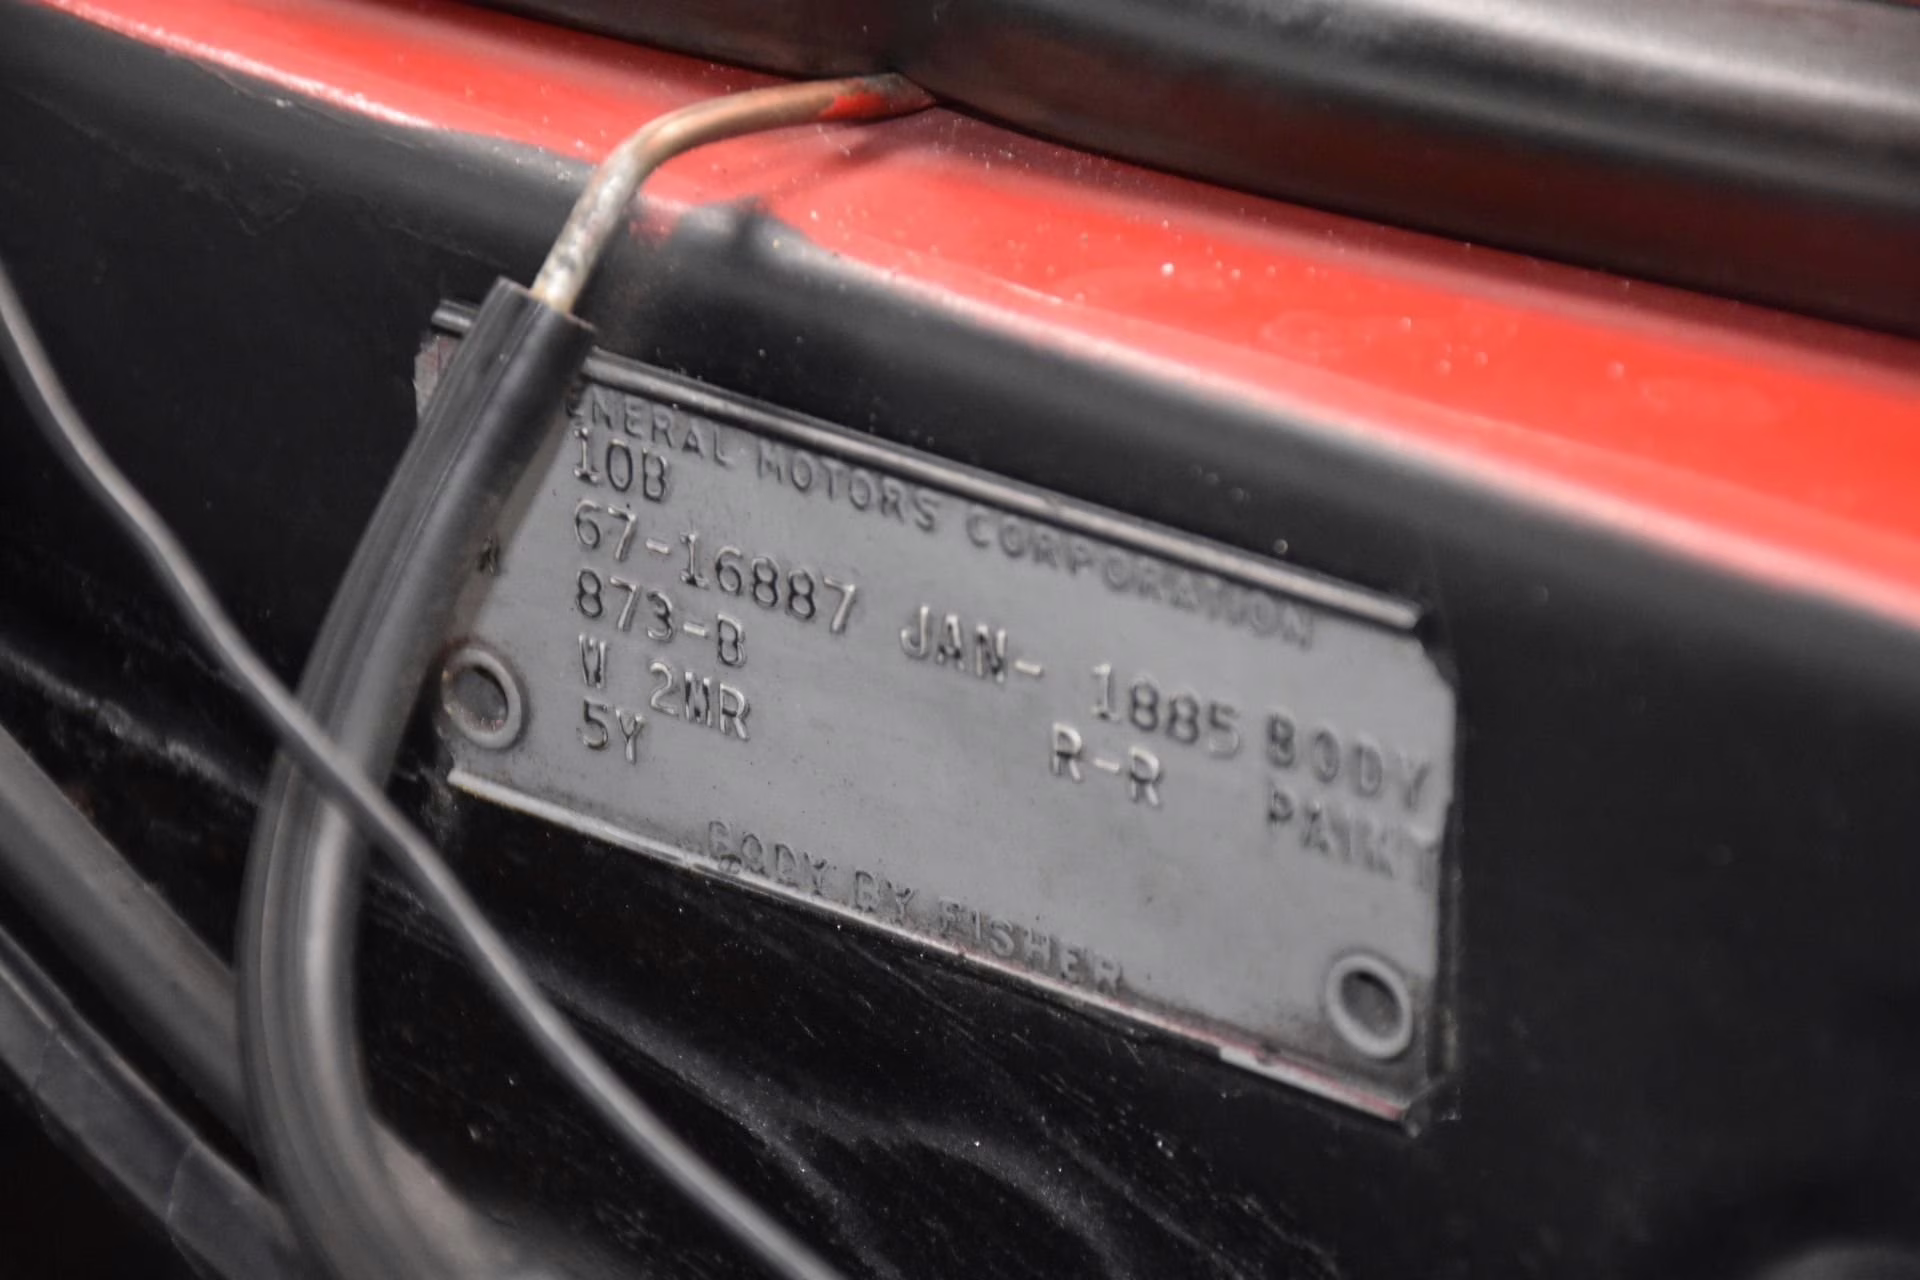 ENERAL MOTORS CORPORATION
10B
67-16887 JAN- 1885 BODY
873-B R-R PAINT
W 2MR
5Y
BODY BY FISHER